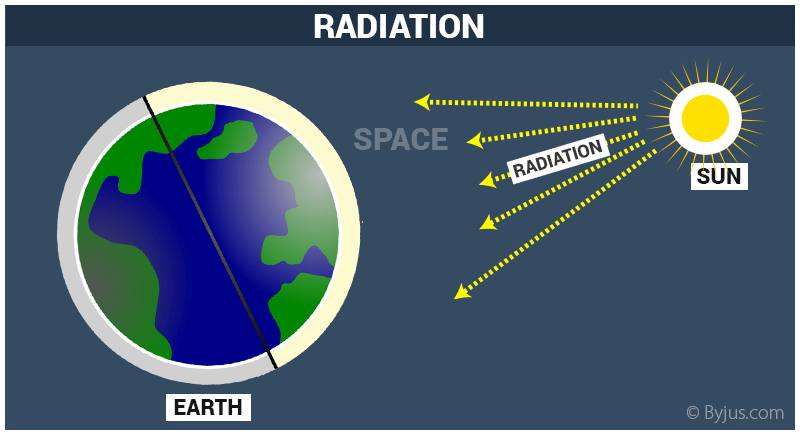 RADIATION
SPACE
RADIATION
SUN
EARTH
© Byjus.com